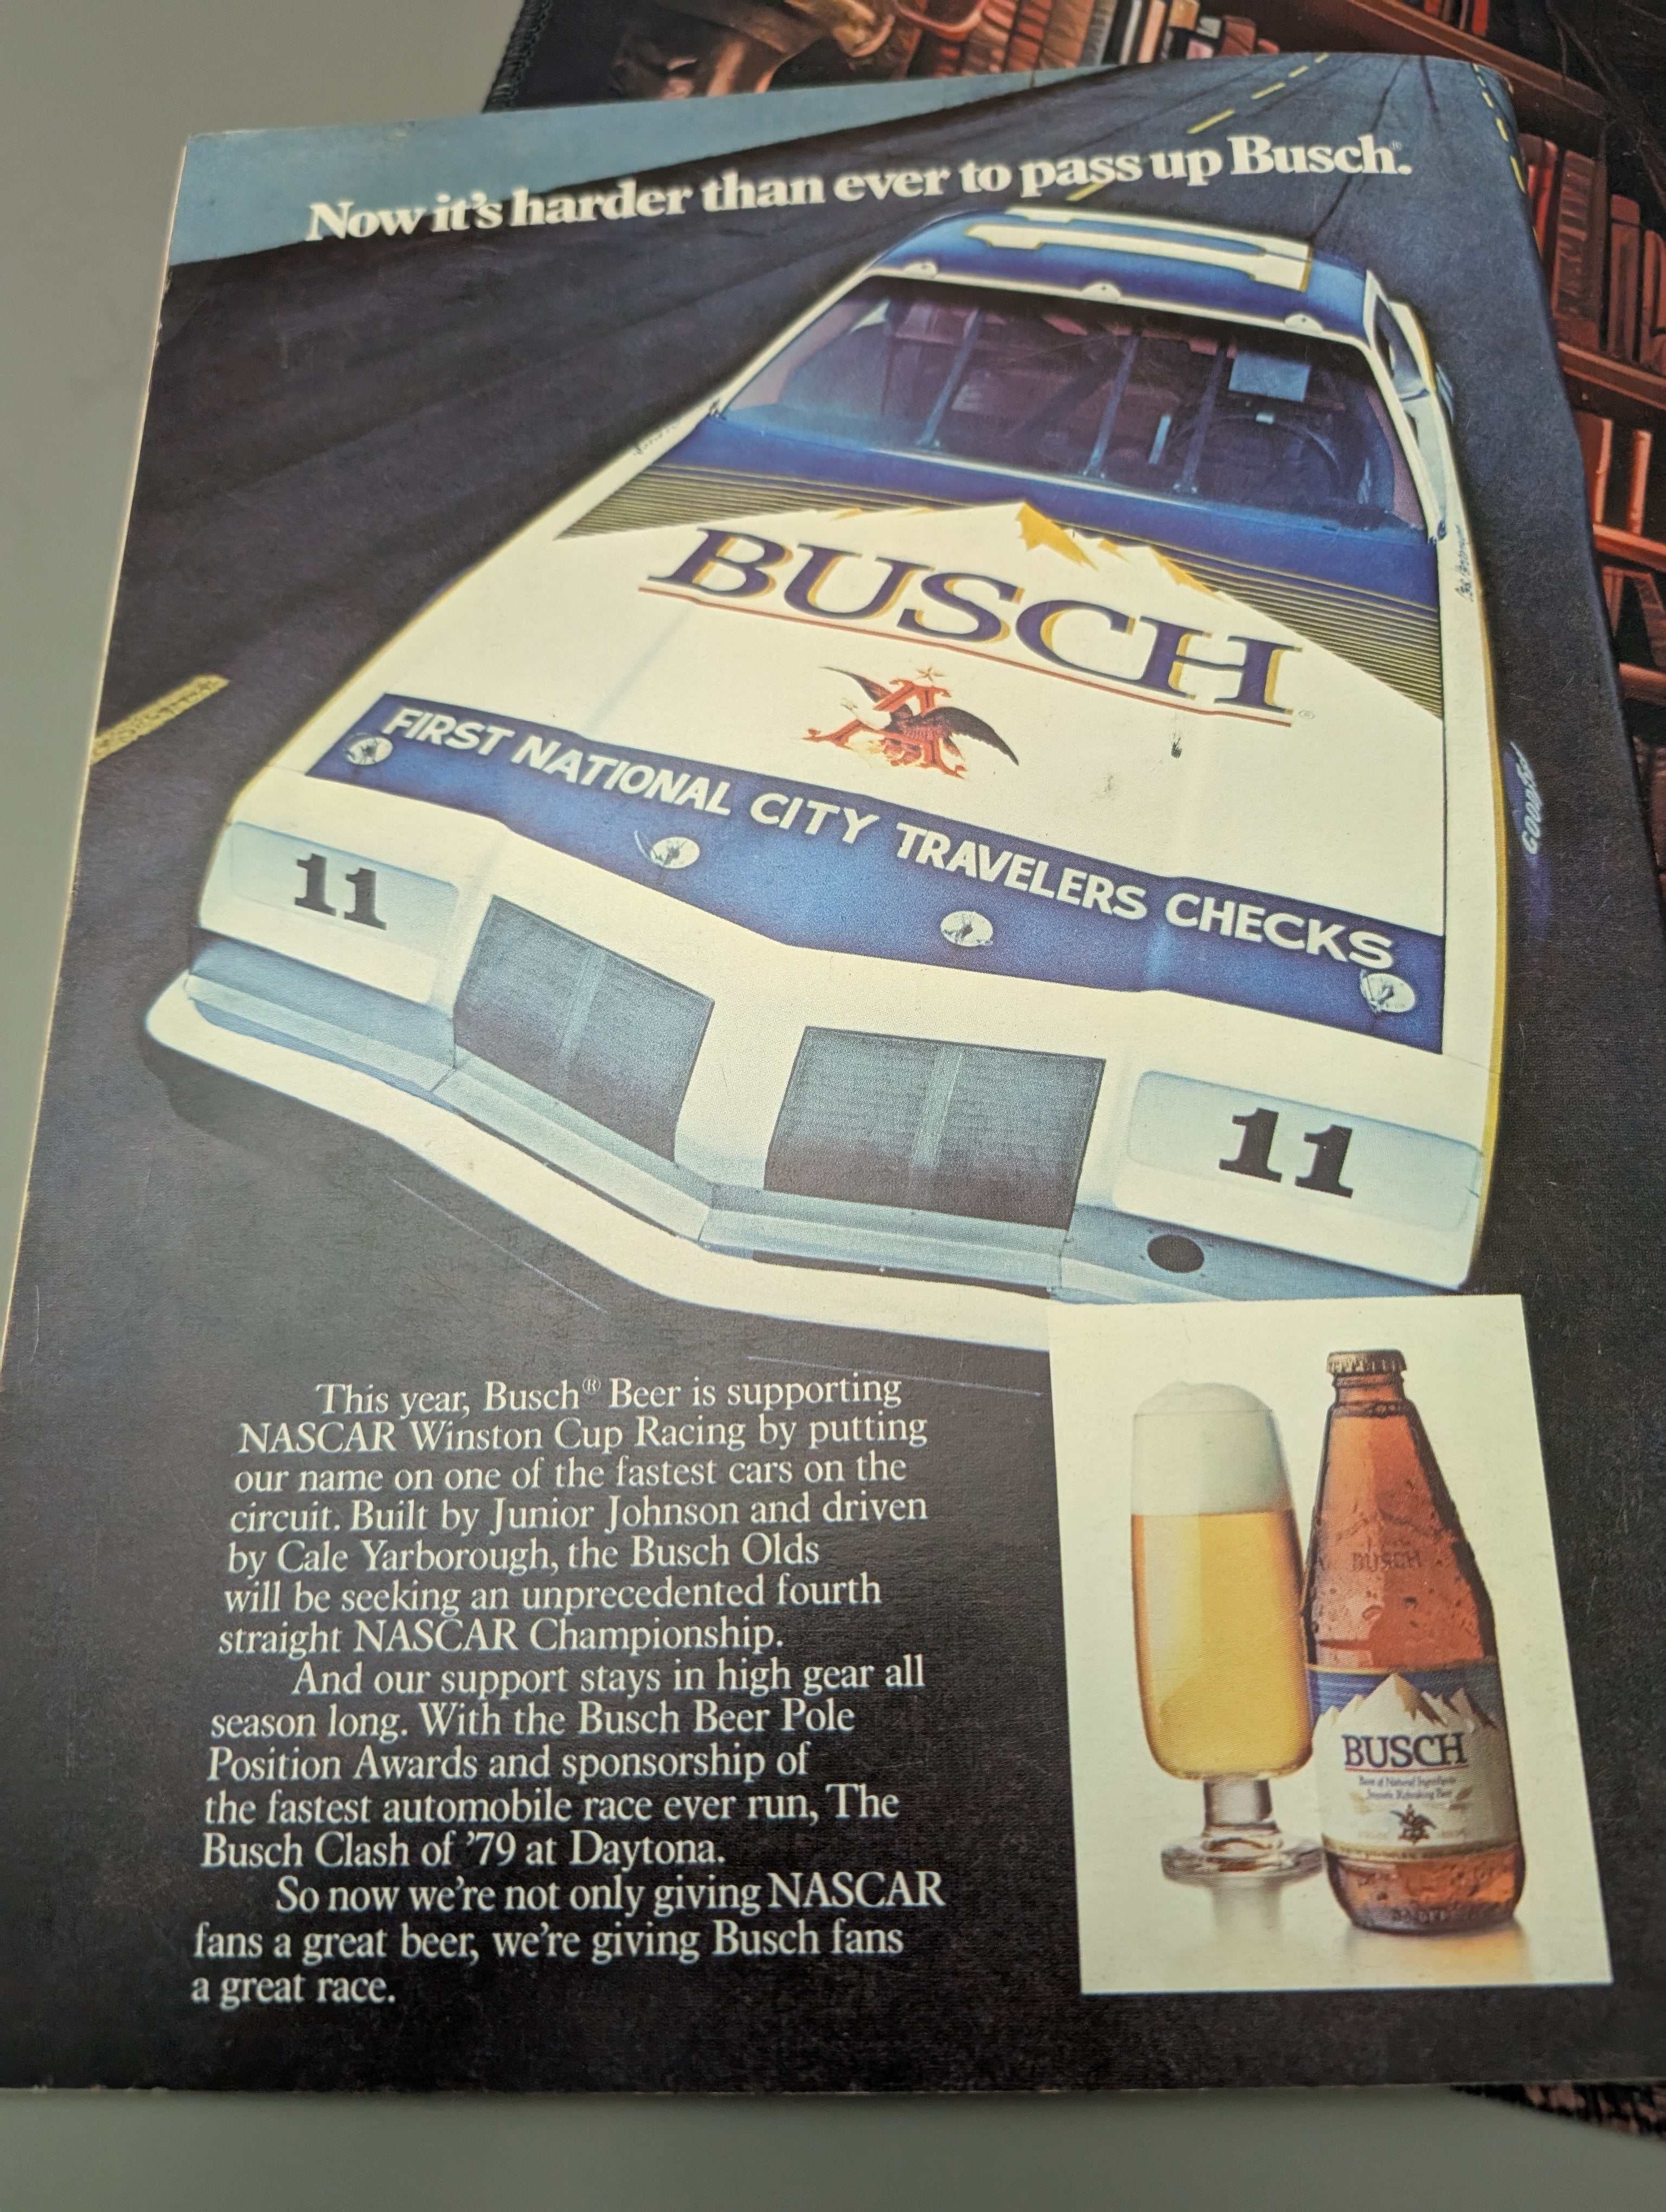 Now it's harder than ever to pass up Busch.®
BUSCH®
A
FIRST NATIONAL CITY TRAVELERS CHECKS
11
11
This year, Busch® Beer is supporting
NASCAR Winston Cup Racing by putting
our name on one of the fastest cars on the
circuit. Built by Junior Johnson and driven
by Cale Yarborough, the Busch Olds
will be seeking an unprecedented fourth
straight NASCAR Championship.
And our support stays in high gear all
season long. With the Busch Beer Pole
Position Awards and sponsorship of
the fastest automobile race ever run, The
Busch Clash of '79 at Daytona.
So now we're not only giving NASCAR
fans a great beer, we're giving Busch fans
a great race.
BUSCH
BUSCH